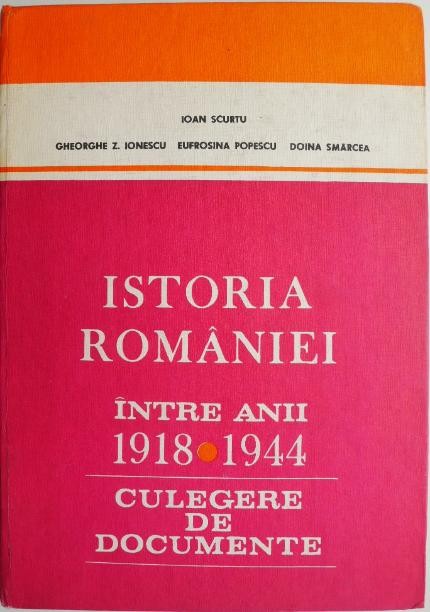 IOAN SCURTU
GHEORGHE Z. IONESCU EUFROSINA POPESCU DOINA SMÂRCEA
ISTORIA
ROMÂNIEI
ÎNTRE ANII
1918 • 1944
CULEGERE
DE
DOCUMENTE